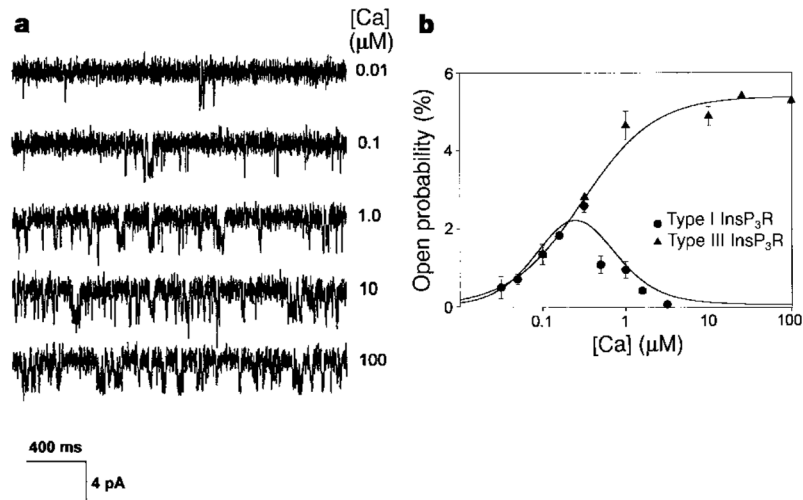 a
[Ca]
(μM)
0.01
0.1
1.0
10
100
400 ms
4 pA
b
Open probability (%)
6
4
2
0
0.1
1
10
100
[Ca] (μM)
Type I InsP₃R
Type III InsP₃R